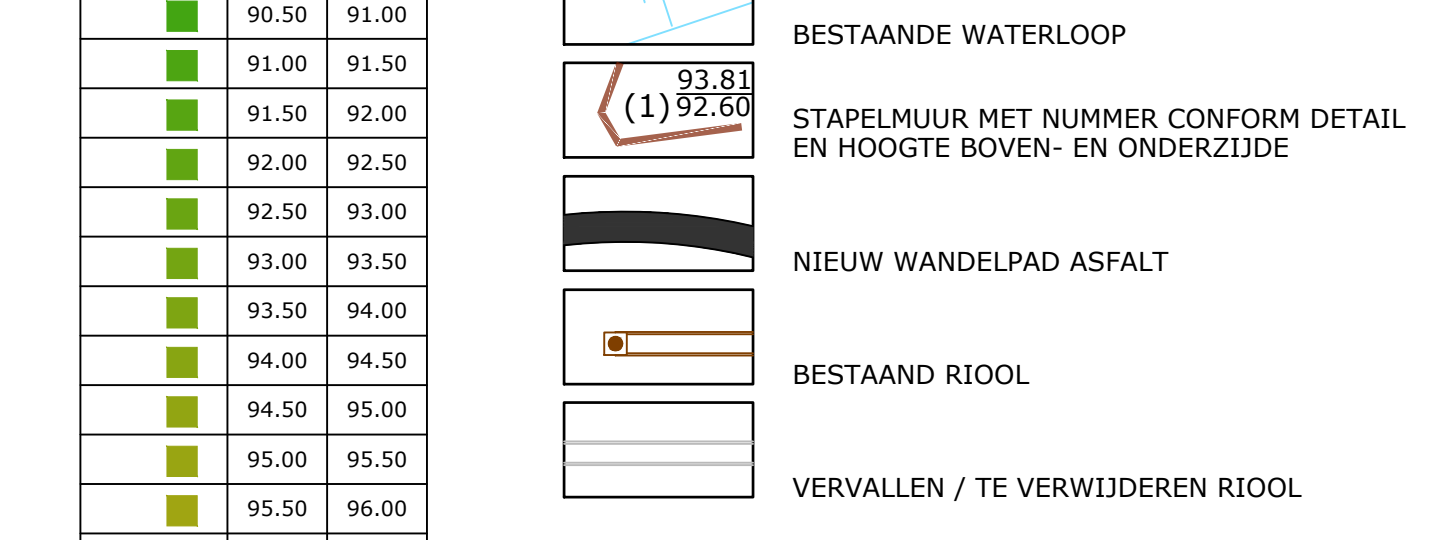 90.50 91.00
91.00 91.50
91.50 92.00
92.00 92.50
92.50 93.00
93.00 93.50
93.50 94.00
94.00 94.50
94.50 95.00
95.00 95.50
95.50 96.00
BESTAANDE WATERLOOP
93.81
(1) 92.60
STAPELMUUR MET NUMMER CONFORM DETAIL
EN HOOGTE BOVEN- EN ONDERZIJDE
NIEUW WANDELPAD ASFALT
BESTAAND RIOOL
VERVALLEN / TE VERWIJDEREN RIOOL